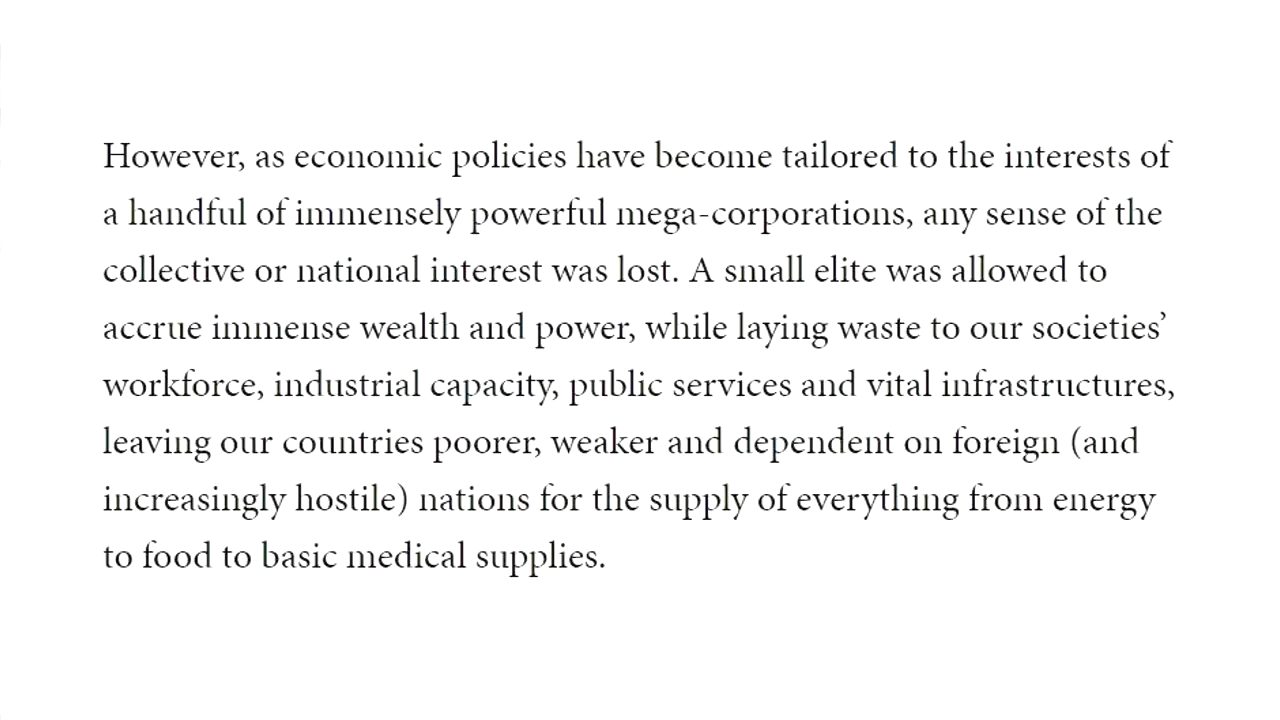 However, as economic policies have become tailored to the interests of
a handful of immensely powerful mega-corporations, any sense of the
collective or national interest was lost. A small elite was allowed to
accrue immense wealth and power, while laying waste to our societies’
workforce, industrial capacity, public services and vital infrastructures,
leaving our countries poorer, weaker and dependent on foreign (and
increasingly hostile) nations for the supply of everything from energy
to food to basic medical supplies.